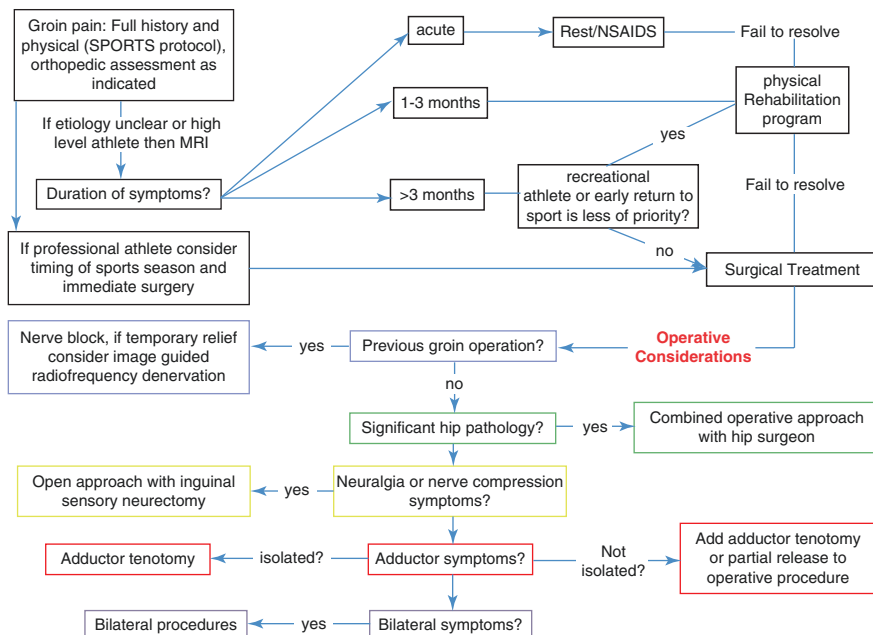 Groin pain: Full history and
physical (SPORTS protocol),
orthopedic assessment as
indicated
acute
Rest/NSAIDS
Fail to resolve
physical
Rehabilitation
program
1-3 months
If etiology unclear or high
level athlete then MRI
yes
Duration of symptoms?
>3 months
recreational
athlete or early return to
sport is less of priority?
Fail to resolve
no
If professional athlete consider
timing of sports season and
immediate surgery
Surgical Treatment
Operative
Considerations
Nerve block, if temporary relief
consider image guided
radiofrequency denervation
yes
Previous groin operation?
no
Significant hip pathology?
yes
Combined operative approach
with hip surgeon
Open approach with inguinal
sensory neurectomy
yes
Neuralgia or nerve compression
symptoms?
Adductor tenotomy
isolated?
Adductor symptoms?
Not
isolated?
Add adductor tenotomy
or partial release to
operative procedure
Bilateral procedures
yes
Bilateral symptoms?